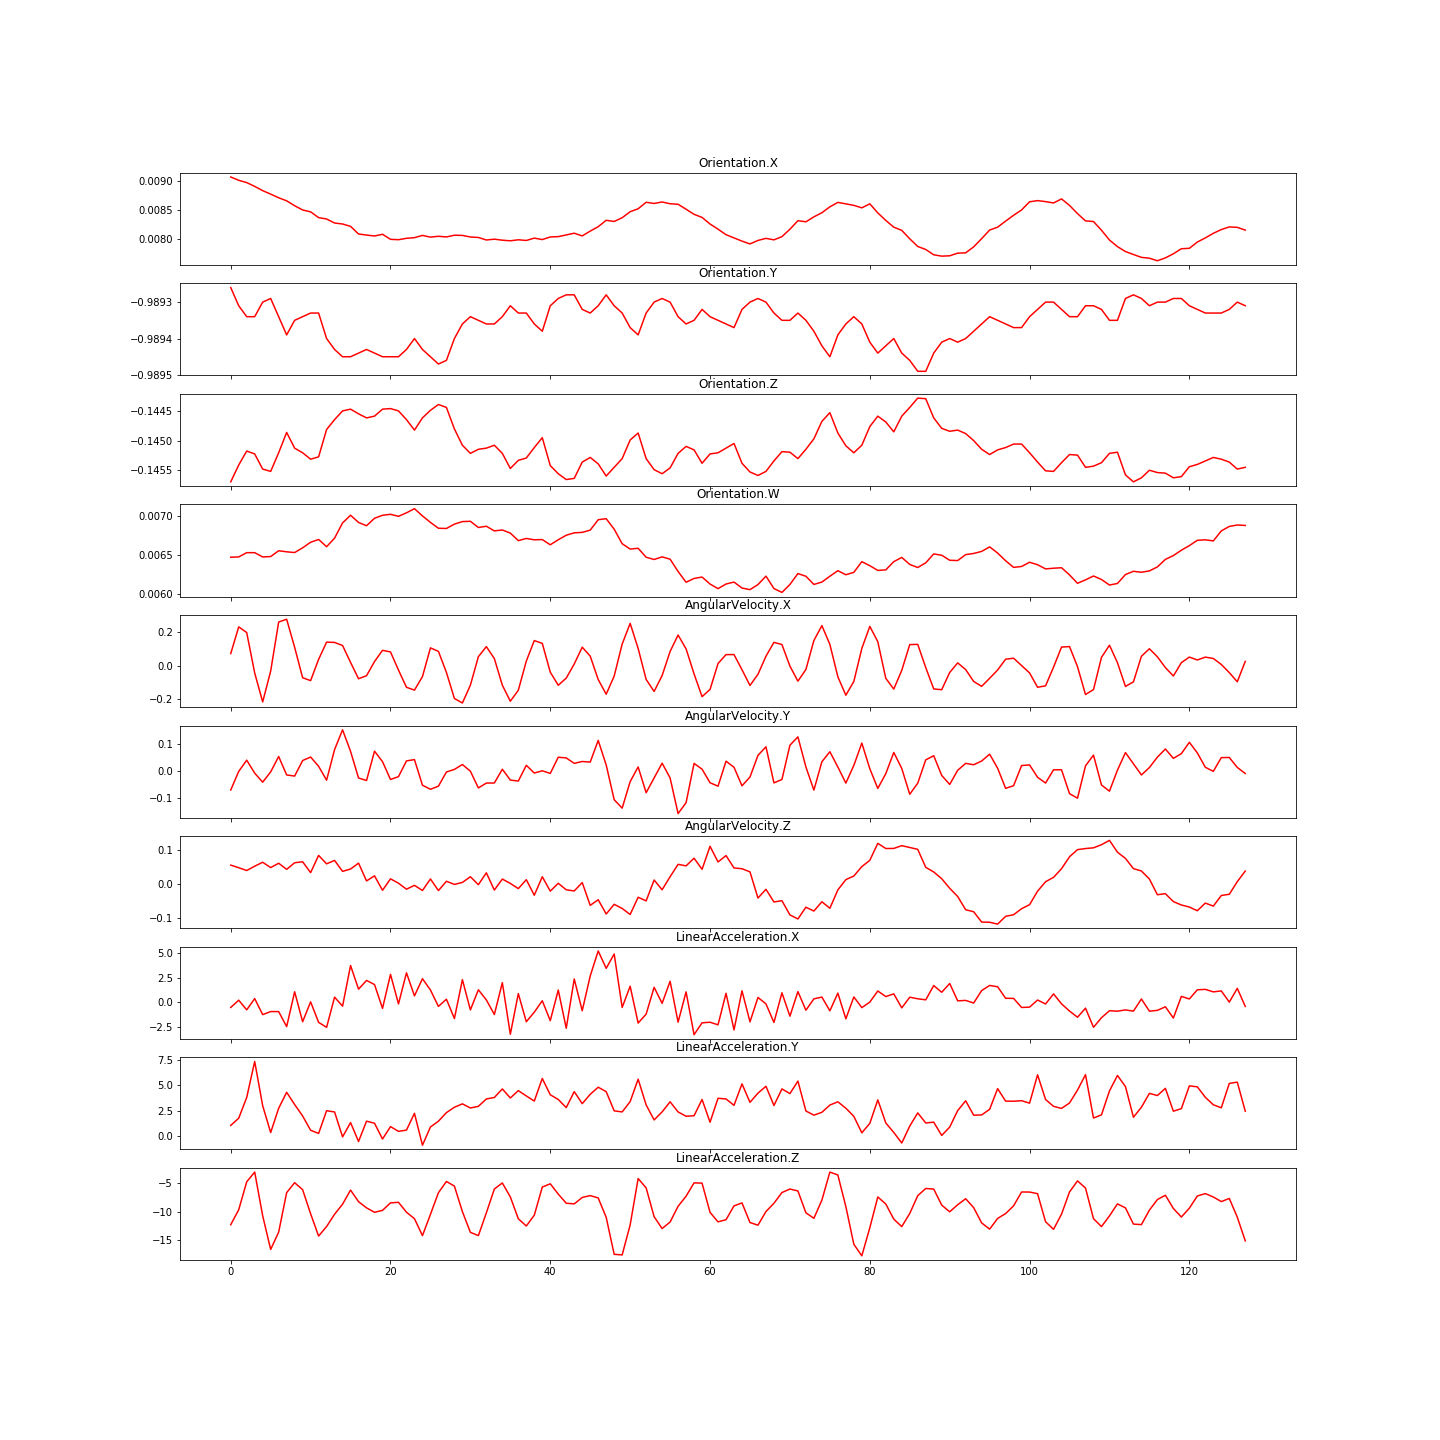 Orientation.X
0.0090
0.0085
0.0080
Orientation.Y
−0.9893
−0.9894
−0.9895
Orientation.Z
−0.1445
−0.1450
−0.1455
Orientation.W
0.0070
0.0065
0.0060
AngularVelocity.X
0.2
0.0
−0.2
AngularVelocity.Y
0.1
0.0
−0.1
AngularVelocity.Z
0.1
0.0
−0.1
LinearAcceleration.X
5.0
2.5
0.0
−2.5
LinearAcceleration.Y
7.5
5.0
2.5
0.0
LinearAcceleration.Z
−5
−10
−15
0 20 40 60 80 100 120